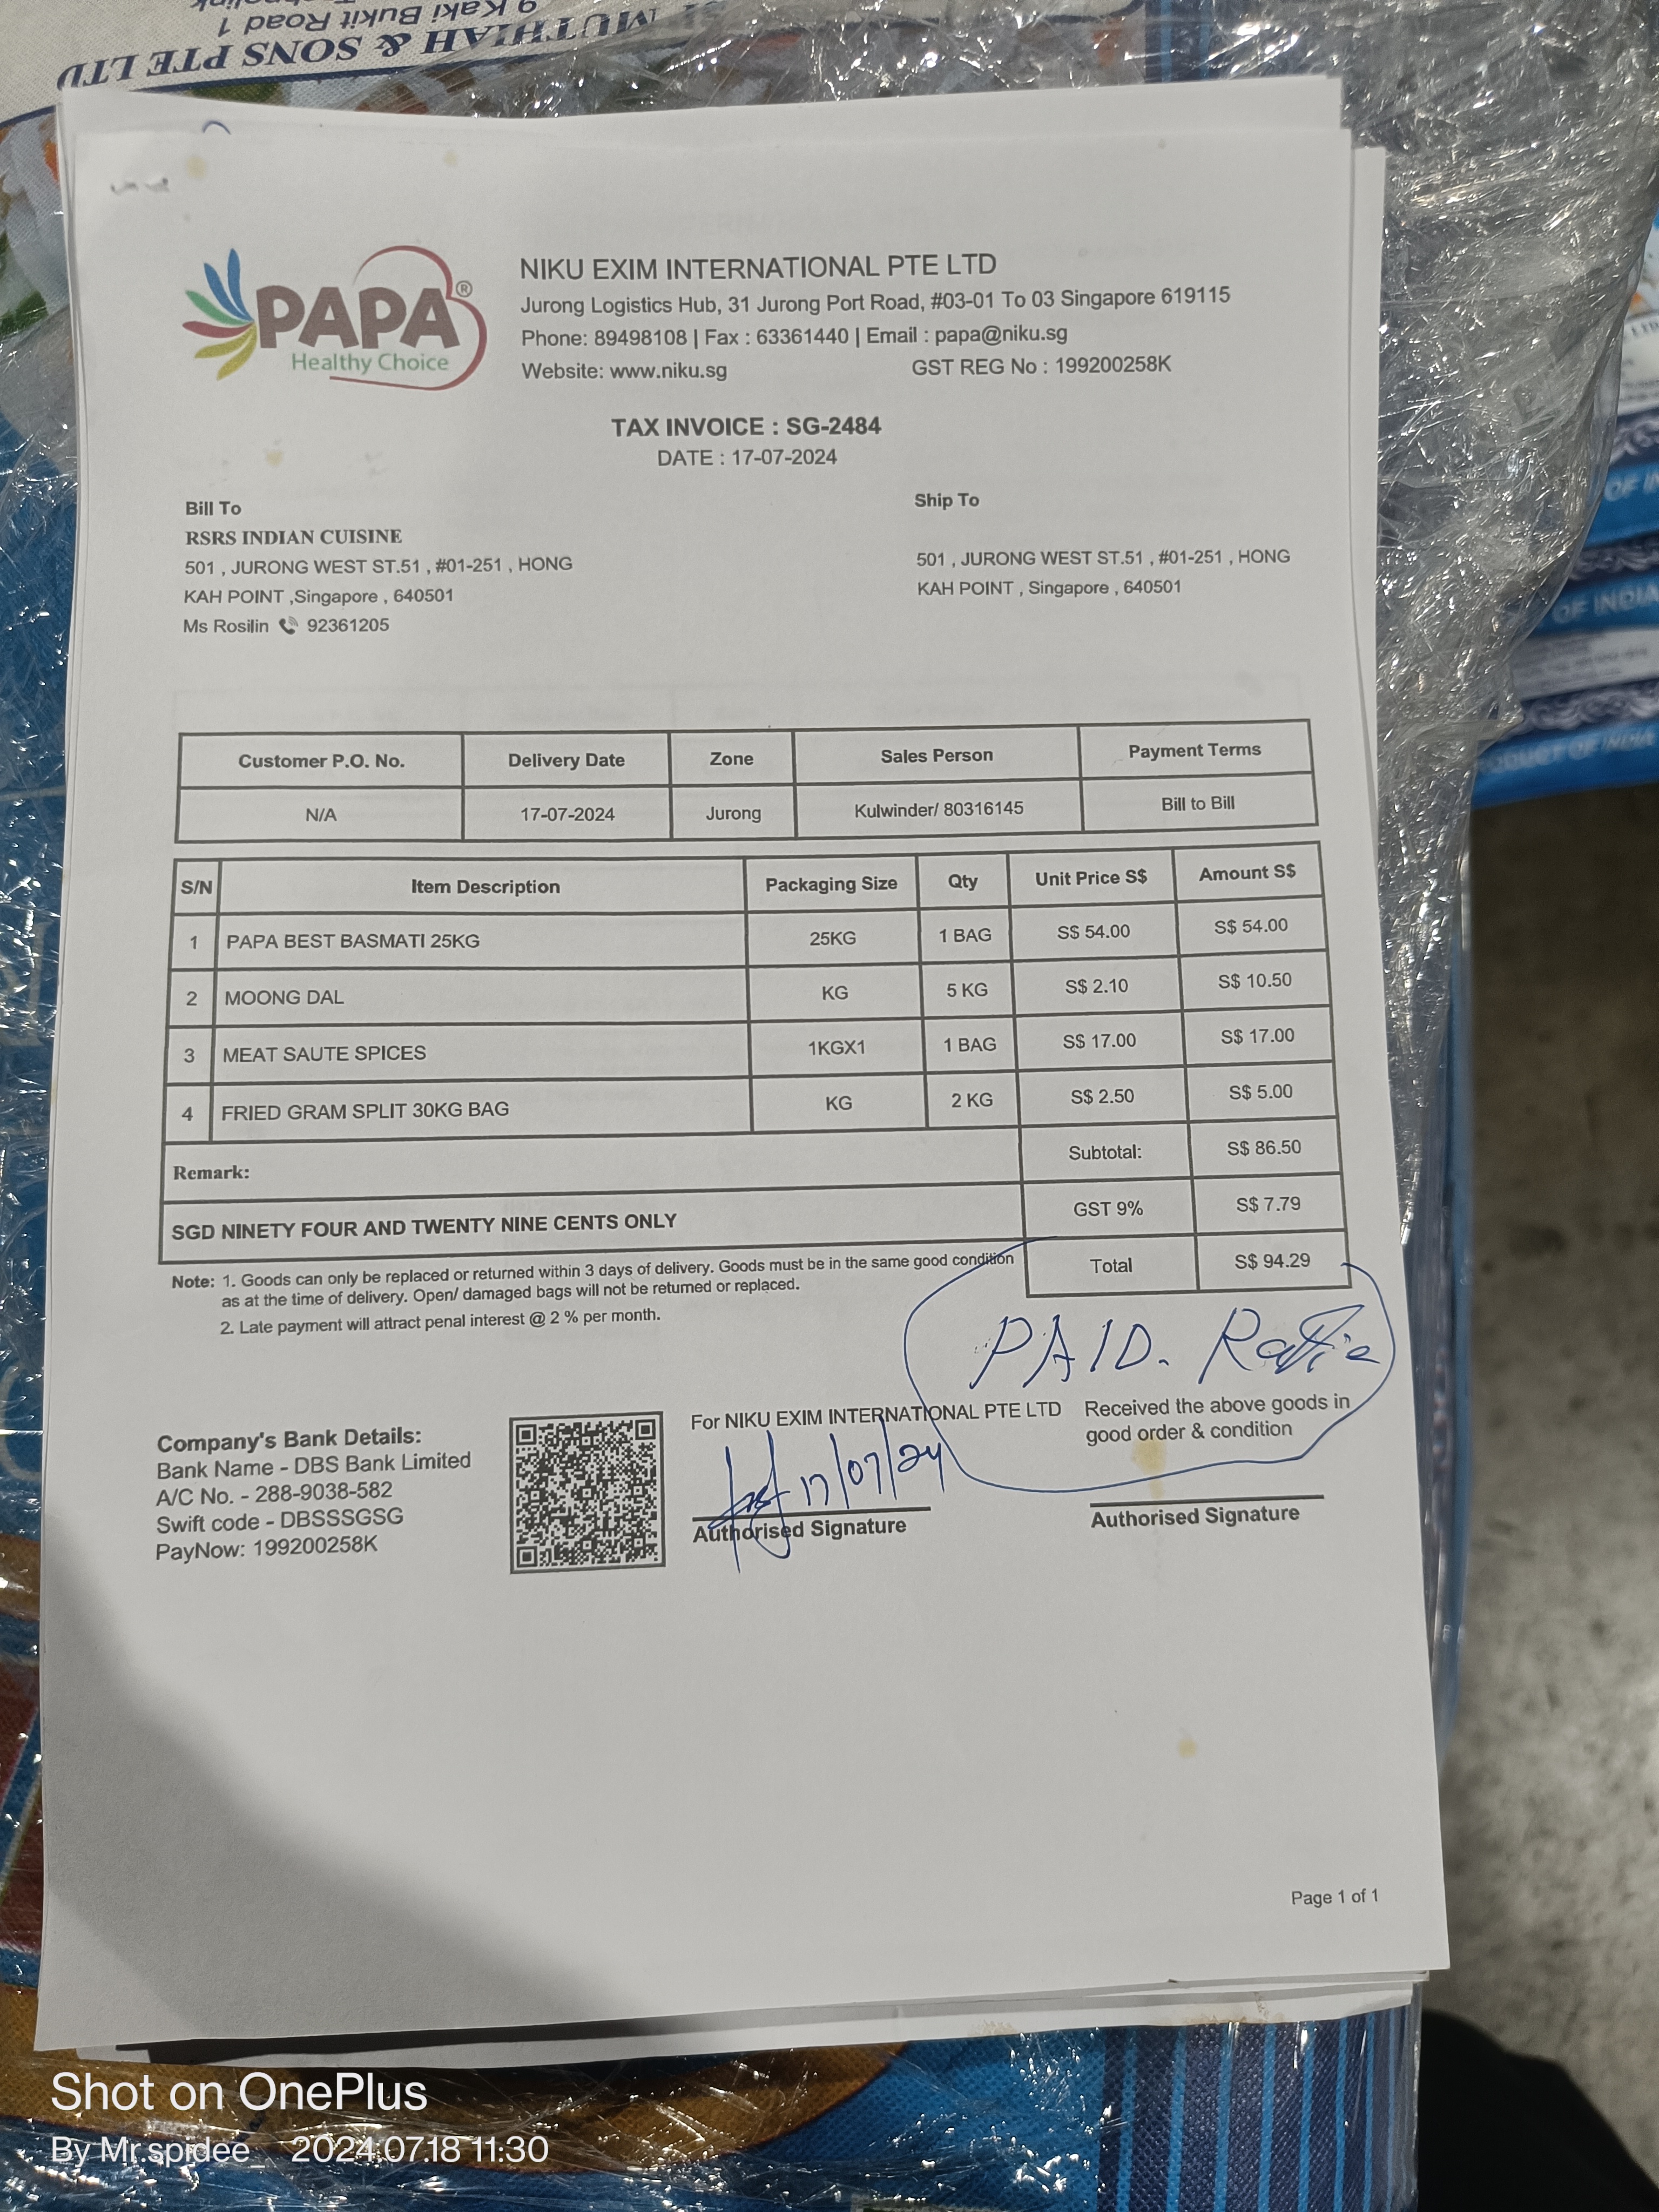 MUTHIAH & SONS PTE LTD
9 Kaki Bukit Road 1
PAPA®
Healthy Choice
NIKU EXIM INTERNATIONAL PTE LTD
Jurong Logistics Hub, 31 Jurong Port Road, #03-01 To 03 Singapore 619115
Phone: 89498108 | Fax : 63361440 | Email : papa@niku.sg
Website: www.niku.sg GST REG No : 199200258K
TAX INVOICE : SG-2484
DATE : 17-07-2024
Bill To
RSRS INDIAN CUISINE
501 , JURONG WEST ST.51 , #01-251 , HONG
KAH POINT ,Singapore , 640501
Ms Rosilin 92361205
Ship To
501 , JURONG WEST ST.51 , #01-251 , HONG
KAH POINT , Singapore , 640501
Customer P.O. No. Delivery Date Zone Sales Person Payment Terms
N/A 17-07-2024 Jurong Kulwinder/ 80316145 Bill to Bill
S/N Item Description Packaging Size Qty Unit Price S$ Amount S$
1 PAPA BEST BASMATI 25KG 25KG 1 BAG S$ 54.00 S$ 54.00
2 MOONG DAL KG 5 KG S$ 2.10 S$ 10.50
3 MEAT SAUTE SPICES 1KGX1 1 BAG S$ 17.00 S$ 17.00
4 FRIED GRAM SPLIT 30KG BAG KG 2 KG S$ 2.50 S$ 5.00
Remark: Subtotal: S$ 86.50
SGD NINETY FOUR AND TWENTY NINE CENTS ONLY GST 9% S$ 7.79
Total S$ 94.29
Note: 1. Goods can only be replaced or returned within 3 days of delivery. Goods must be in the same good condition
as at the time of delivery. Open/ damaged bags will not be returned or replaced.
2. Late payment will attract penal interest @ 2 % per month.
PAID.
Company's Bank Details:
Bank Name - DBS Bank Limited
A/C No. - 288-9038-582
Swift code - DBSSSGSG
PayNow: 199200258K
For NIKU EXIM INTERNATIONAL PTE LTD
17/07/24
Authorised Signature
Received the above goods in
good order & condition
Authorised Signature
Page 1 of 1
OF INDIA
PRODUCT OF INDIA
Shot on OnePlus
By Mr.spidee_ 2024.07.18 11:30